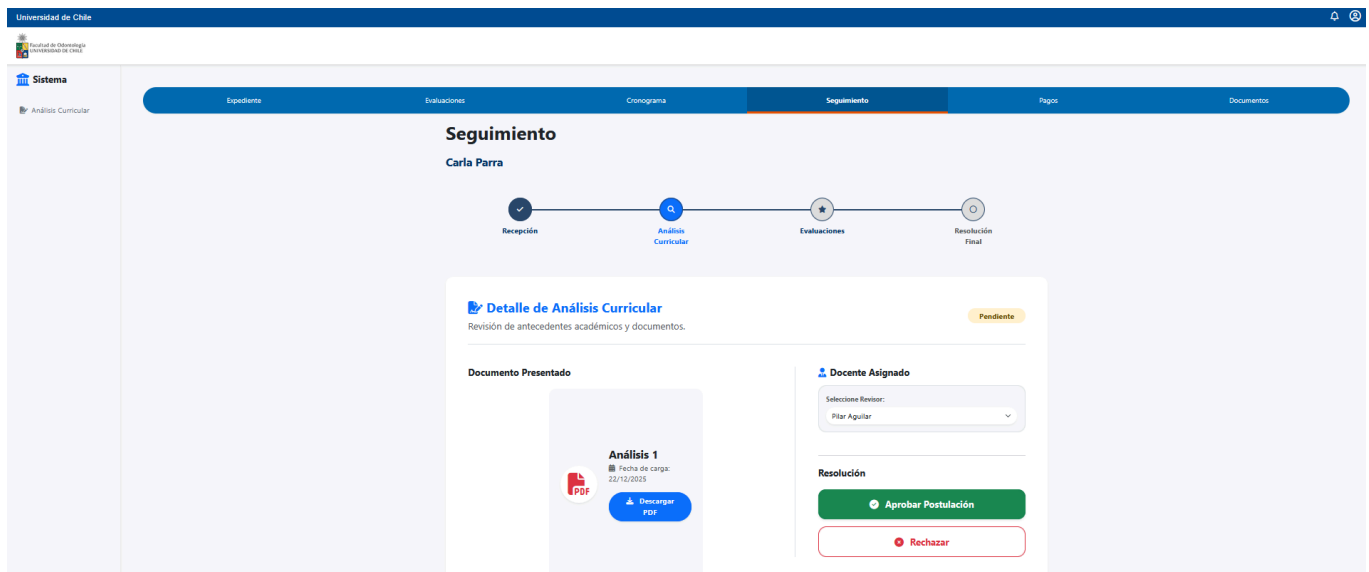 Universidad de Chile
Facultad de Odontología
UNIVERSIDAD DE CHILE
Sistema
Análisis Curricular
Expediente
Evaluaciones
Cronograma
Seguimiento
Pagos
Documentos
Seguimiento
Carla Parra
Recepción
Análisis
Curricular
Evaluaciones
Resolución
Final
Detalle de Análisis Curricular
Revisión de antecedentes académicos y documentos.
Pendiente
Documento Presentado
PDF
Análisis 1
Fecha de carga:
22/12/2025
Descargar
PDF
Docente Asignado
Seleccione Revisor:
Pilar Aguilar
Resolución
Aprobar Postulación
Rechazar